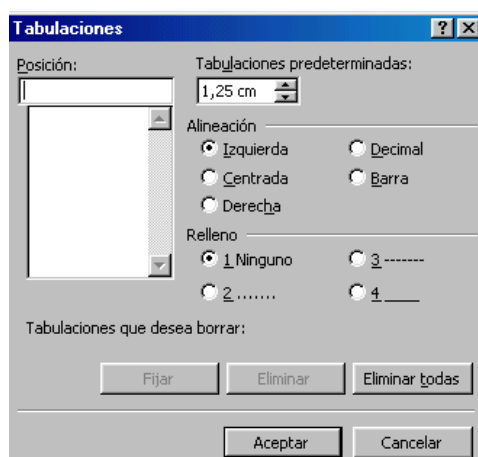 Tabulaciones
Posición:
Tabulaciones predeterminadas:
1,25 cm
Alineación
Izquierda
Decimal
Centrada
Barra
Derecha
Relleno
1 Ninguno
3 -------
2 .......
4 ____
Tabulaciones que desea borrar:
Fijar
Eliminar
Eliminar todas
Aceptar
Cancelar